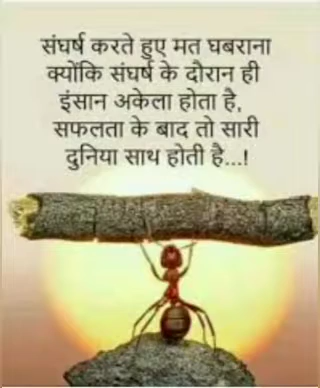 संघर्ष करते हुए मत घबराना
क्योंकि संघर्ष के दौरान ही
इंसान अकेला होता है,
सफलता के बाद तो सारी
दुनिया साथ होती है...!